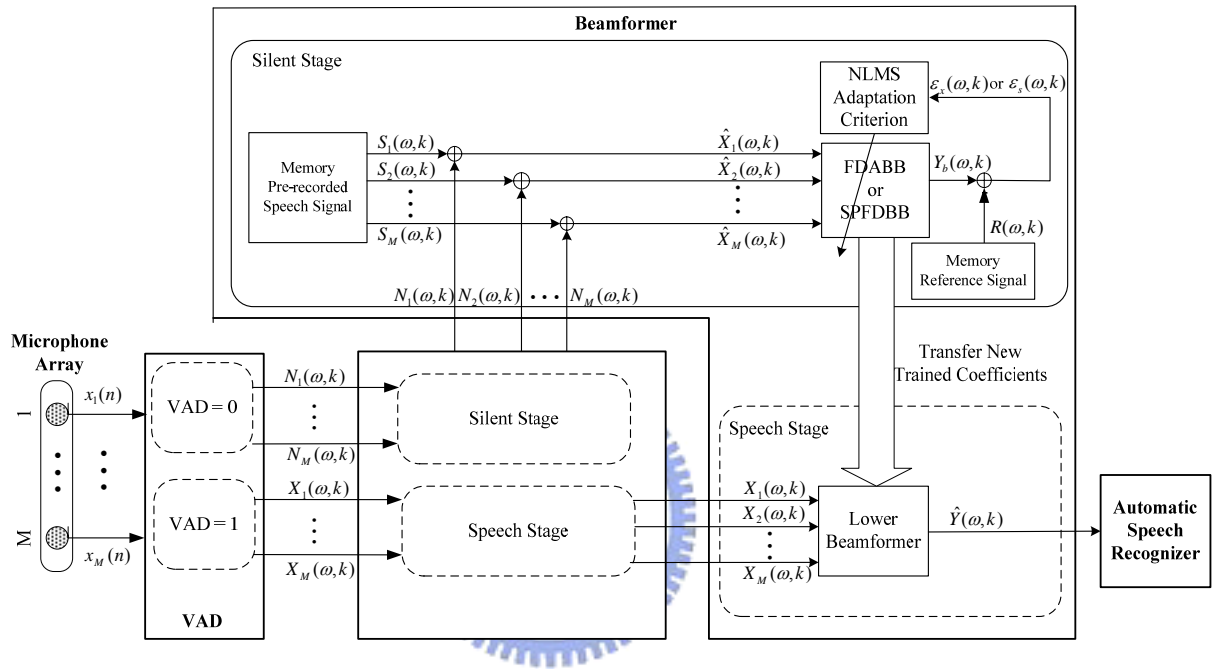 Beamformer
Silent Stage
NLMS
Adaptation
Criterion
ε_x(ω,k) or ε_s(ω,k)
Memory
Pre-recorded
Speech Signal
S_1(ω,k)
S_2(ω,k)
S_M(ω,k)
X̂_1(ω,k)
X̂_2(ω,k)
X̂_M(ω,k)
FDABB
or
SPFDBB
Y_b(ω,k)
R(ω,k)
Memory
Reference Signal
N_1(ω,k) N_2(ω,k) • • • N_M(ω,k)
Microphone
Array
1
M
x_1(n)
x_M(n)
VAD = 0
VAD = 1
VAD
N_1(ω,k)
N_M(ω,k)
X_1(ω,k)
X_M(ω,k)
Silent Stage
Speech Stage
Transfer New
Trained Coefficients
Speech Stage
X_1(ω,k)
X_2(ω,k)
X_M(ω,k)
Lower
Beamformer
Ŷ(ω,k)
Automatic
Speech
Recognizer